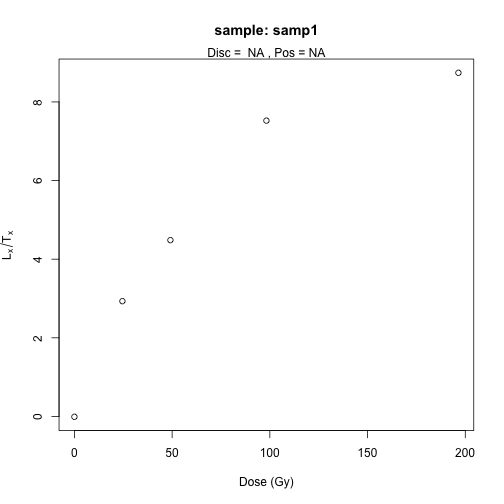 sample: samp1
Disc =  NA , Pos = NA
8
6
4
2
0
Lx/Tx
0 50 100 150 200
Dose (Gy)